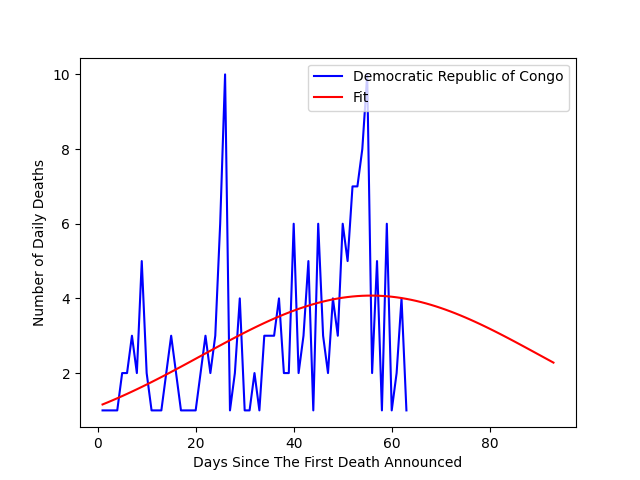 Democratic Republic of Congo
Fit
10
8
6
4
2
Number of Daily Deaths
0
20
40
60
80
Days Since The First Death Announced